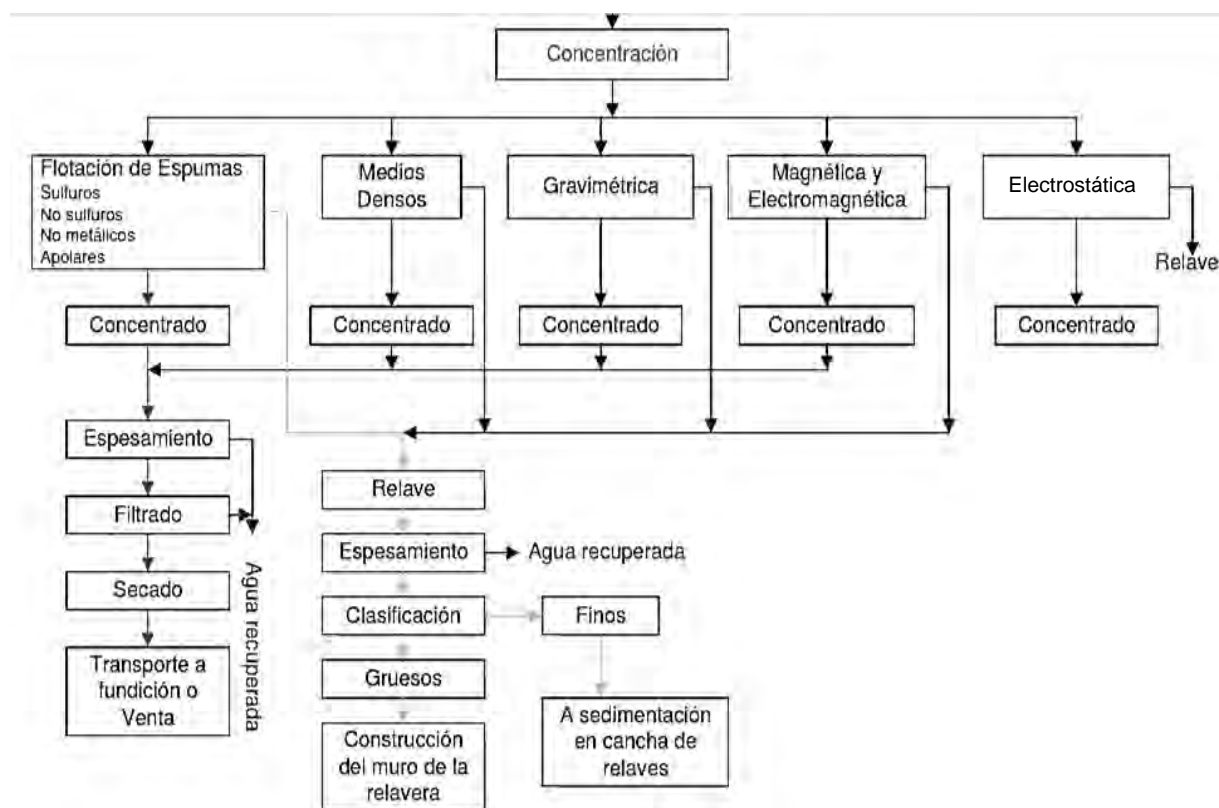 Concentración
Flotación de Espumas
Sulfuros
No sulfuros
No metálicos
Apolares
Medios
Densos
Gravimétrica
Magnética y
Electromagnética
Electrostática
Relave
Concentrado
Concentrado
Concentrado
Concentrado
Concentrado
Espesamiento
Filtrado
Secado
Transporte a
fundición o
Venta
Agua recuperada
Relave
Espesamiento
Agua recuperada
Clasificación
Finos
Gruesos
Construcción
del muro de la
relavera
A sedimentación
en cancha de
relaves